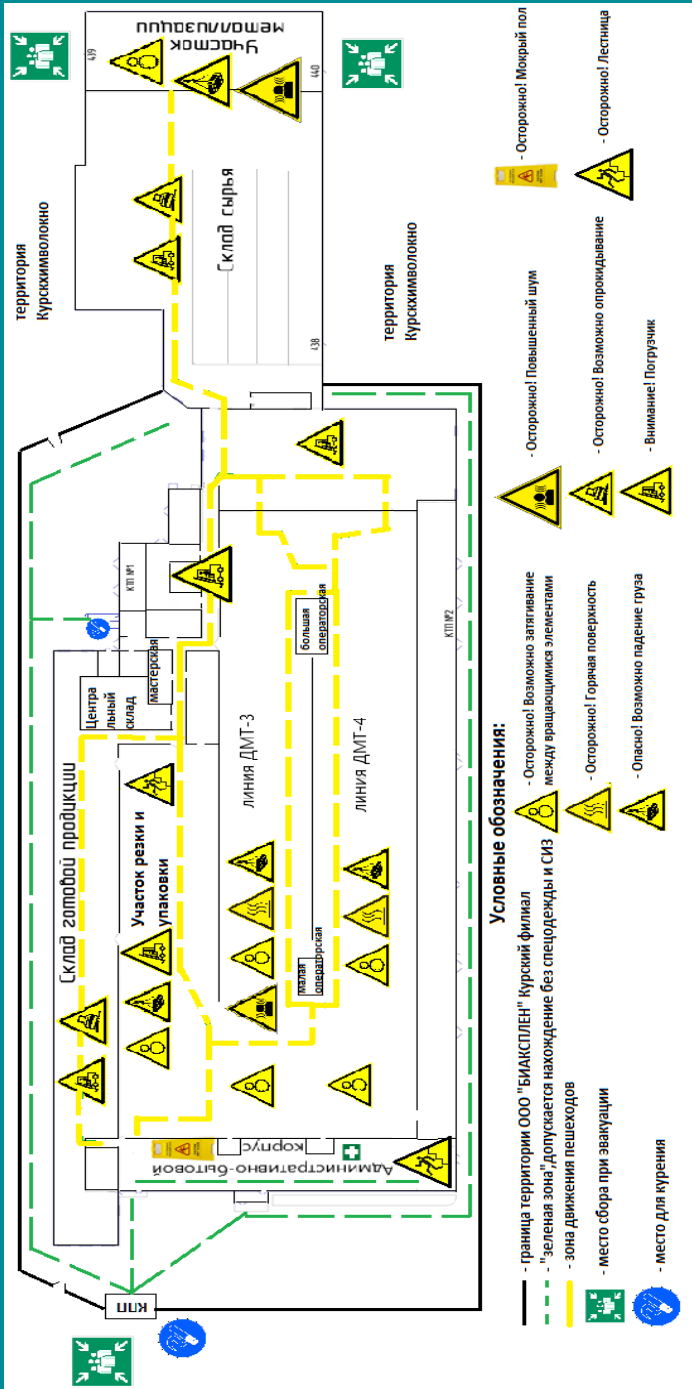 территория
Курскхимволокно
439
Участок
металлизации
440
Склад сырья
438
территория
Курскхимволокно
КТП №1
Центра
льный
склад
мастерская
Склад готовой продукции
Участок резки и
упаковки
линия ДМТ-3
большая
операторская
малая
операторская
линия ДМТ-4
КТП №2
Административно-бытовой
корпус
КПП
Условные обозначения:
- граница территории ООО "БИАКСПЛЕН" Курский филиал
- "зеленая зона",допускается нахождение без спецодежды и СИЗ
- зона движения пешеходов
- место сбора при эвакуации
- место для курения
- Осторожно! Возможно затягивание
между вращающимися элементами
- Осторожно! Горячая поверхность
- Опасно! Возможно падение груза
- Осторожно! Повышенный шум
- Осторожно! Возможно опрокидывание
- Внимание! Погрузчик
- Осторожно! Мокрый пол
- Осторожно! Лестница